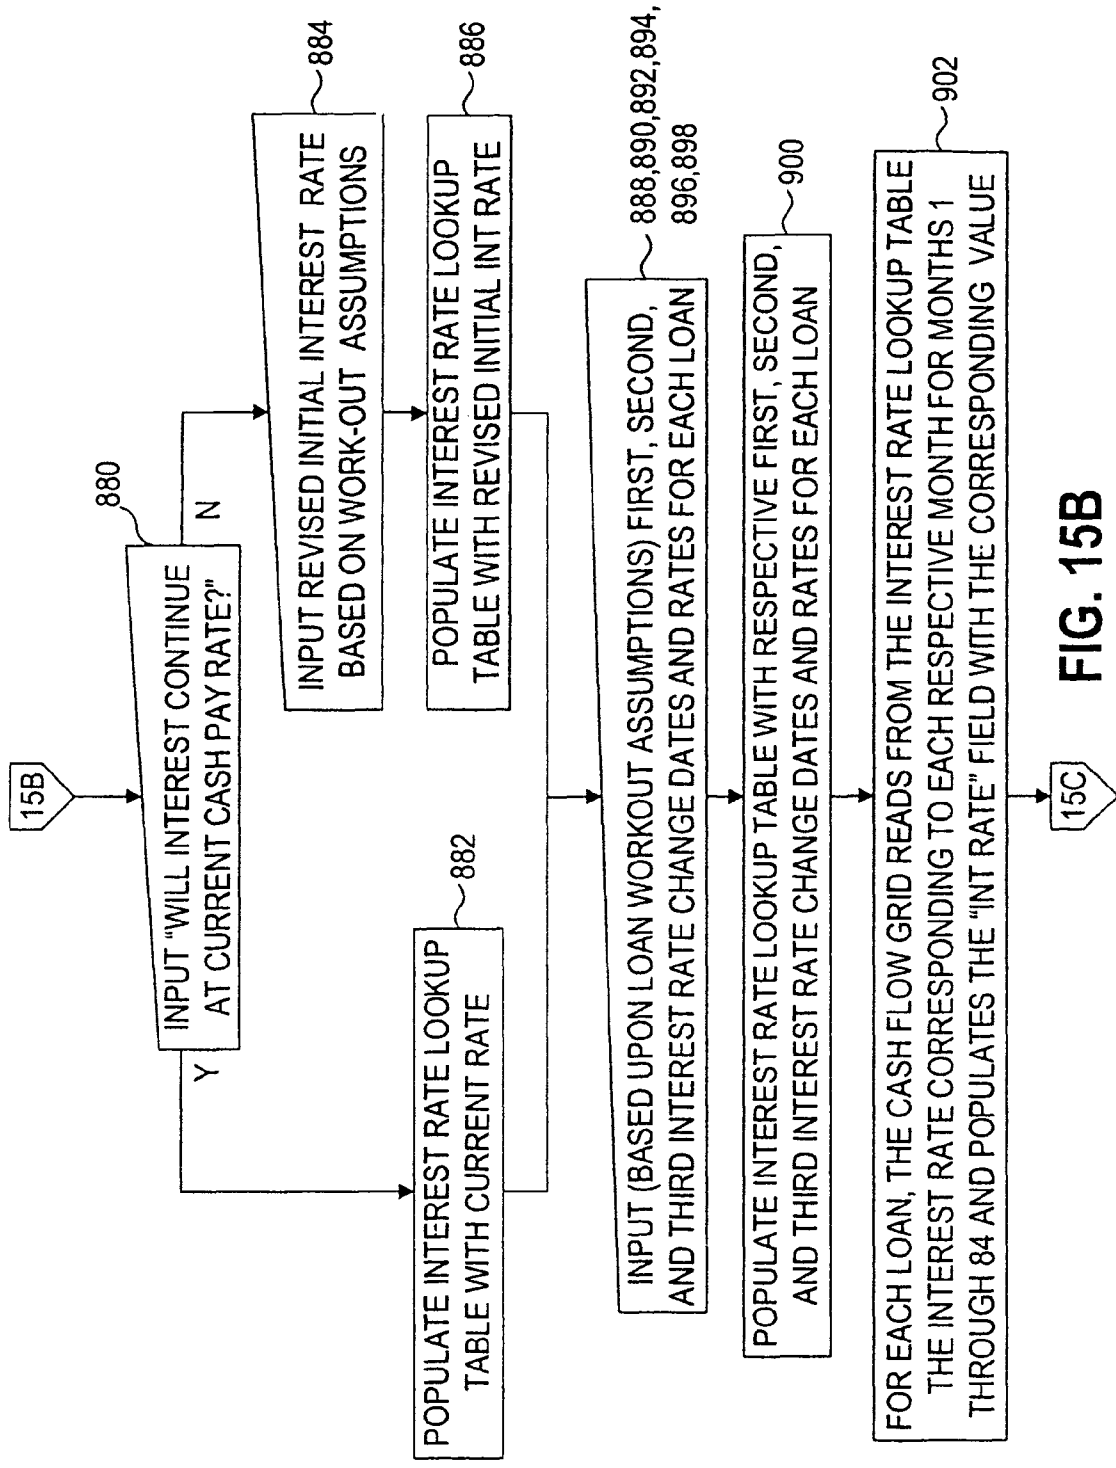 15B
880
INPUT "WILL INTEREST CONTINUE
AT CURRENT CASH PAY RATE?"
Y
N
884
INPUT REVISED INITIAL INTEREST RATE
BASED ON WORK-OUT ASSUMPTIONS
882
POPULATE INTEREST RATE LOOKUP
TABLE WITH CURRENT RATE
886
POPULATE INTEREST RATE LOOKUP
TABLE WITH REVISED INITIAL INT RATE
888,890,892,894,
896,898
INPUT (BASED UPON LOAN WORKOUT ASSUMPTIONS) FIRST, SECOND,
AND THIRD INTEREST RATE CHANGE DATES AND RATES FOR EACH LOAN
900
POPULATE INTEREST RATE LOOKUP TABLE WITH RESPECTIVE FIRST, SECOND,
AND THIRD INTEREST RATE CHANGE DATES AND RATES FOR EACH LOAN
902
FOR EACH LOAN, THE CASH FLOW GRID READS FROM THE INTEREST RATE LOOKUP TABLE
THE INTEREST RATE CORRESPONDING TO EACH RESPECTIVE MONTH FOR MONTHS 1
THROUGH 84 AND POPULATES THE "INT RATE" FIELD WITH THE CORRESPONDING VALUE
15C
FIG. 15B